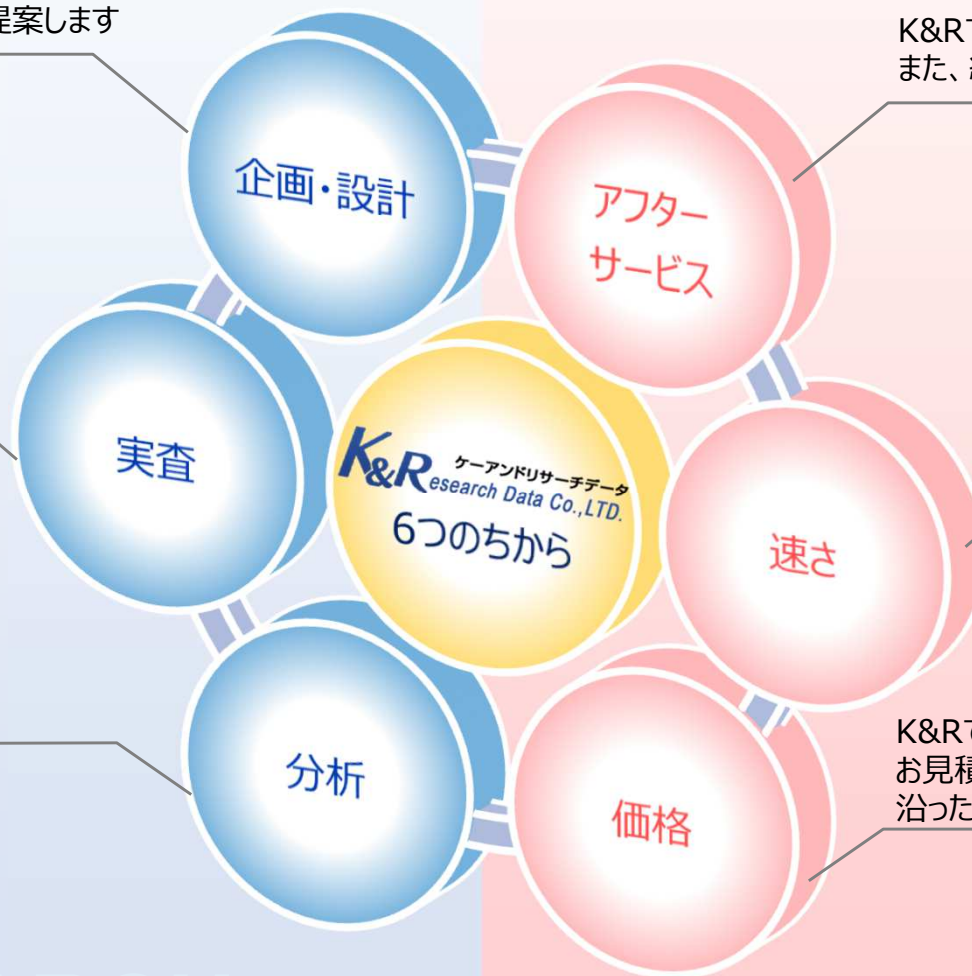 提案します
K&Rで
また、
企画・設計
アフター
サービス
実査
K&Research Data Co.,LTD.
ケーアンドリサーチデータ
6つのちから
速さ
分析
価格
K&Rで
お見積
沿った